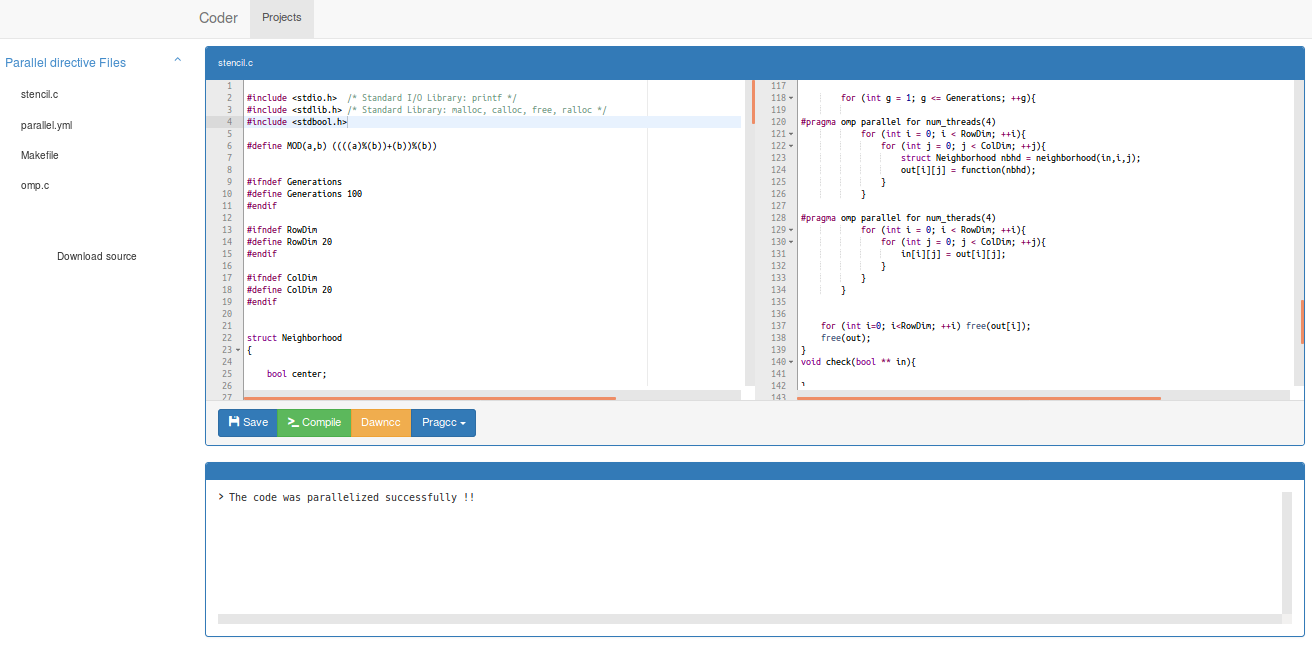 Coder Projects
Parallel directive Files
stencil.c
parallel.yml
Makefile
omp.c
Download source
stencil.c
1
2 #include <stdio.h>  /* Standard I/O Library: printf */
3 #include <stdlib.h> /* Standard Library: malloc, calloc, free, ralloc */
4 #include <stdbool.h>
5
6 #define MOD(a,b) ((((a)%(b))+(b))%(b))
7
8
9 #ifndef Generations
10 #define Generations 100
11 #endif
12
13 #ifndef RowDim
14 #define RowDim 20
15 #endif
16
17 #ifndef ColDim
18 #define ColDim 20
19 #endif
20
21
22 struct Neighborhood
23 {
24
25     bool center;
26
27
117
118         for (int g = 1; g <= Generations; ++g){
119
120 #pragma omp parallel for num_threads(4)
121             for (int i = 0; i < RowDim; ++i){
122                 for (int j = 0; j < ColDim; ++j){
123                     struct Neighborhood nbhd = neighborhood(in,i,j);
124                     out[i][j] = function(nbhd);
125                 }
126             }
127
128 #pragma omp parallel for num_therads(4)
129             for (int i = 0; i < RowDim; ++i){
130                 for (int j = 0; j < ColDim; ++j){
131                     in[i][j] = out[i][j];
132                 }
133             }
134         }
135
136
137     for (int i=0; i<RowDim; ++i) free(out[i]);
138     free(out);
139 }
140 void check(bool ** in){
141
142 }
143
Save >_ Compile Dawncc Pragcc
> The code was parallelized successfully !!